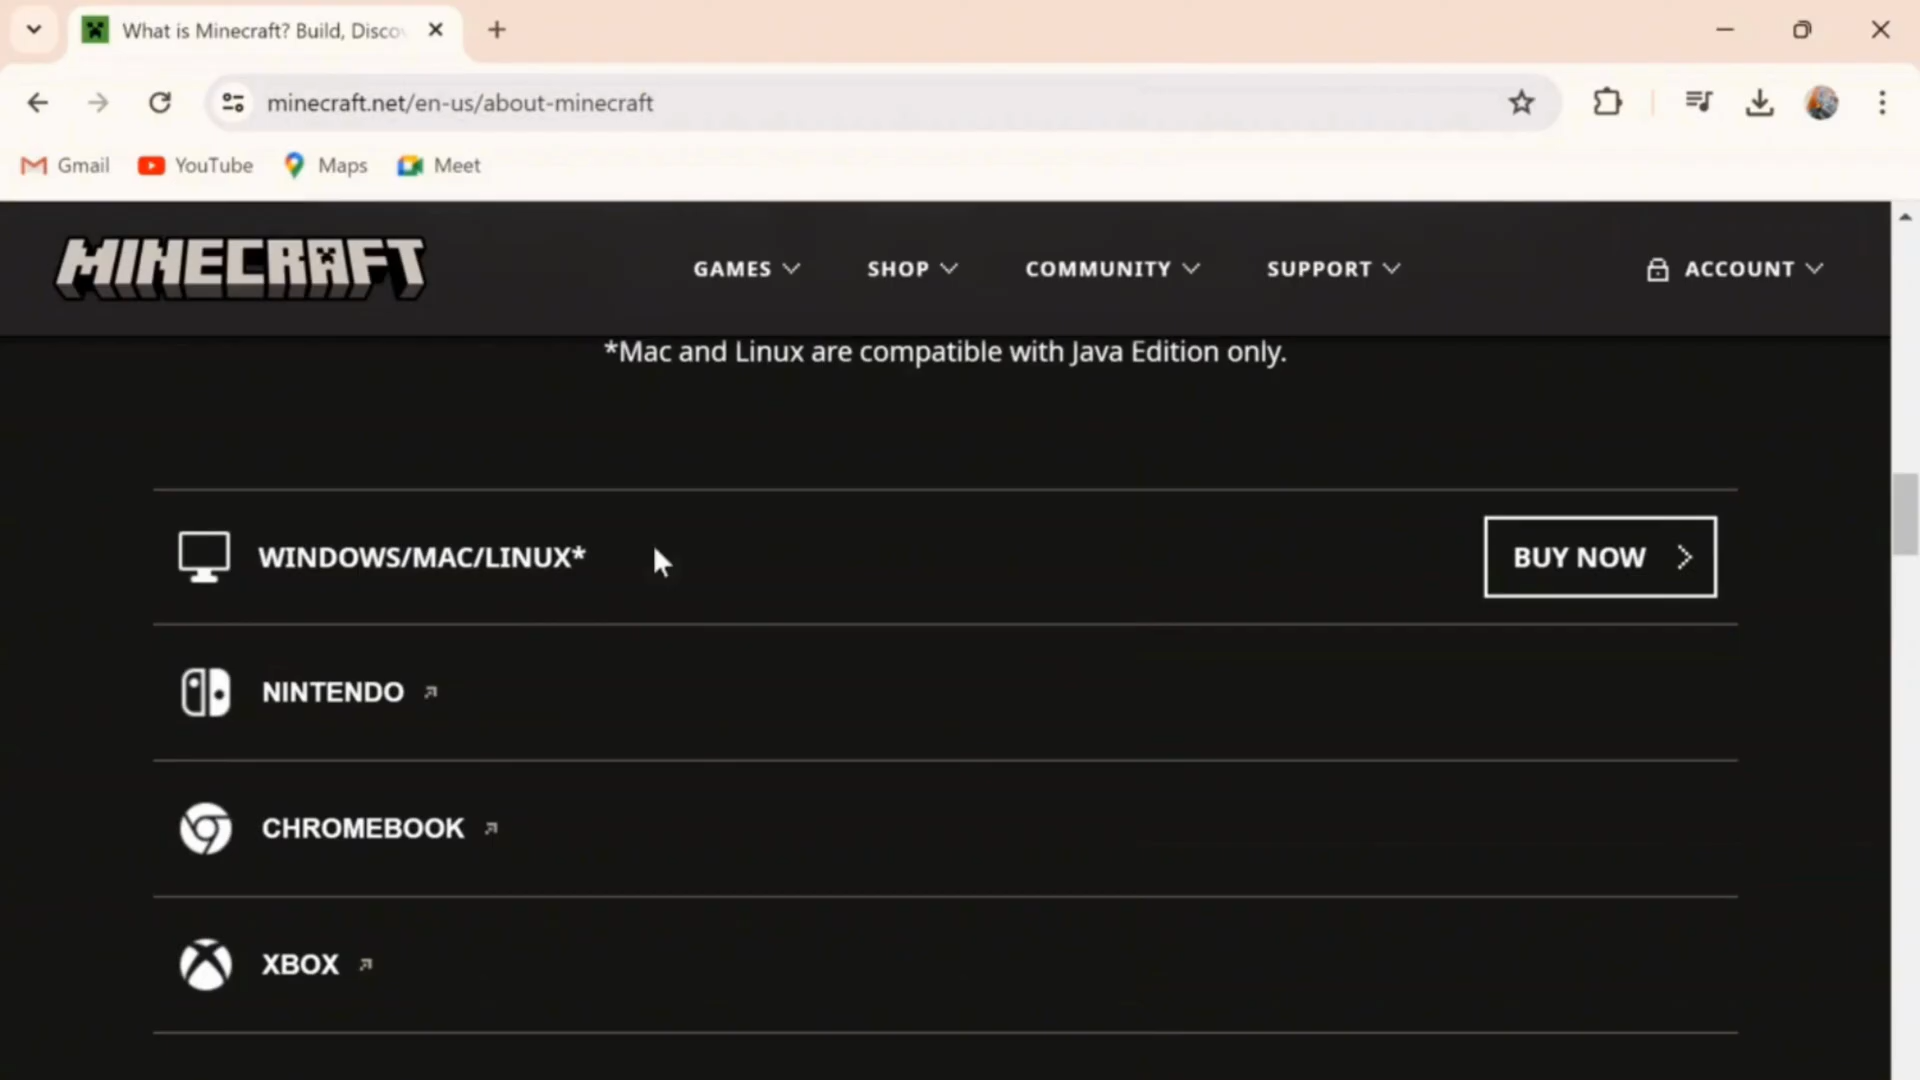 What is Minecraft? Build, Disco
minecraft.net/en-us/about-minecraft
Gmail YouTube Maps Meet
MINECRAFT GAMES SHOP COMMUNITY SUPPORT ACCOUNT
*Mac and Linux are compatible with Java Edition only.
WINDOWS/MAC/LINUX* BUY NOW
NINTENDO
CHROMEBOOK
XBOX